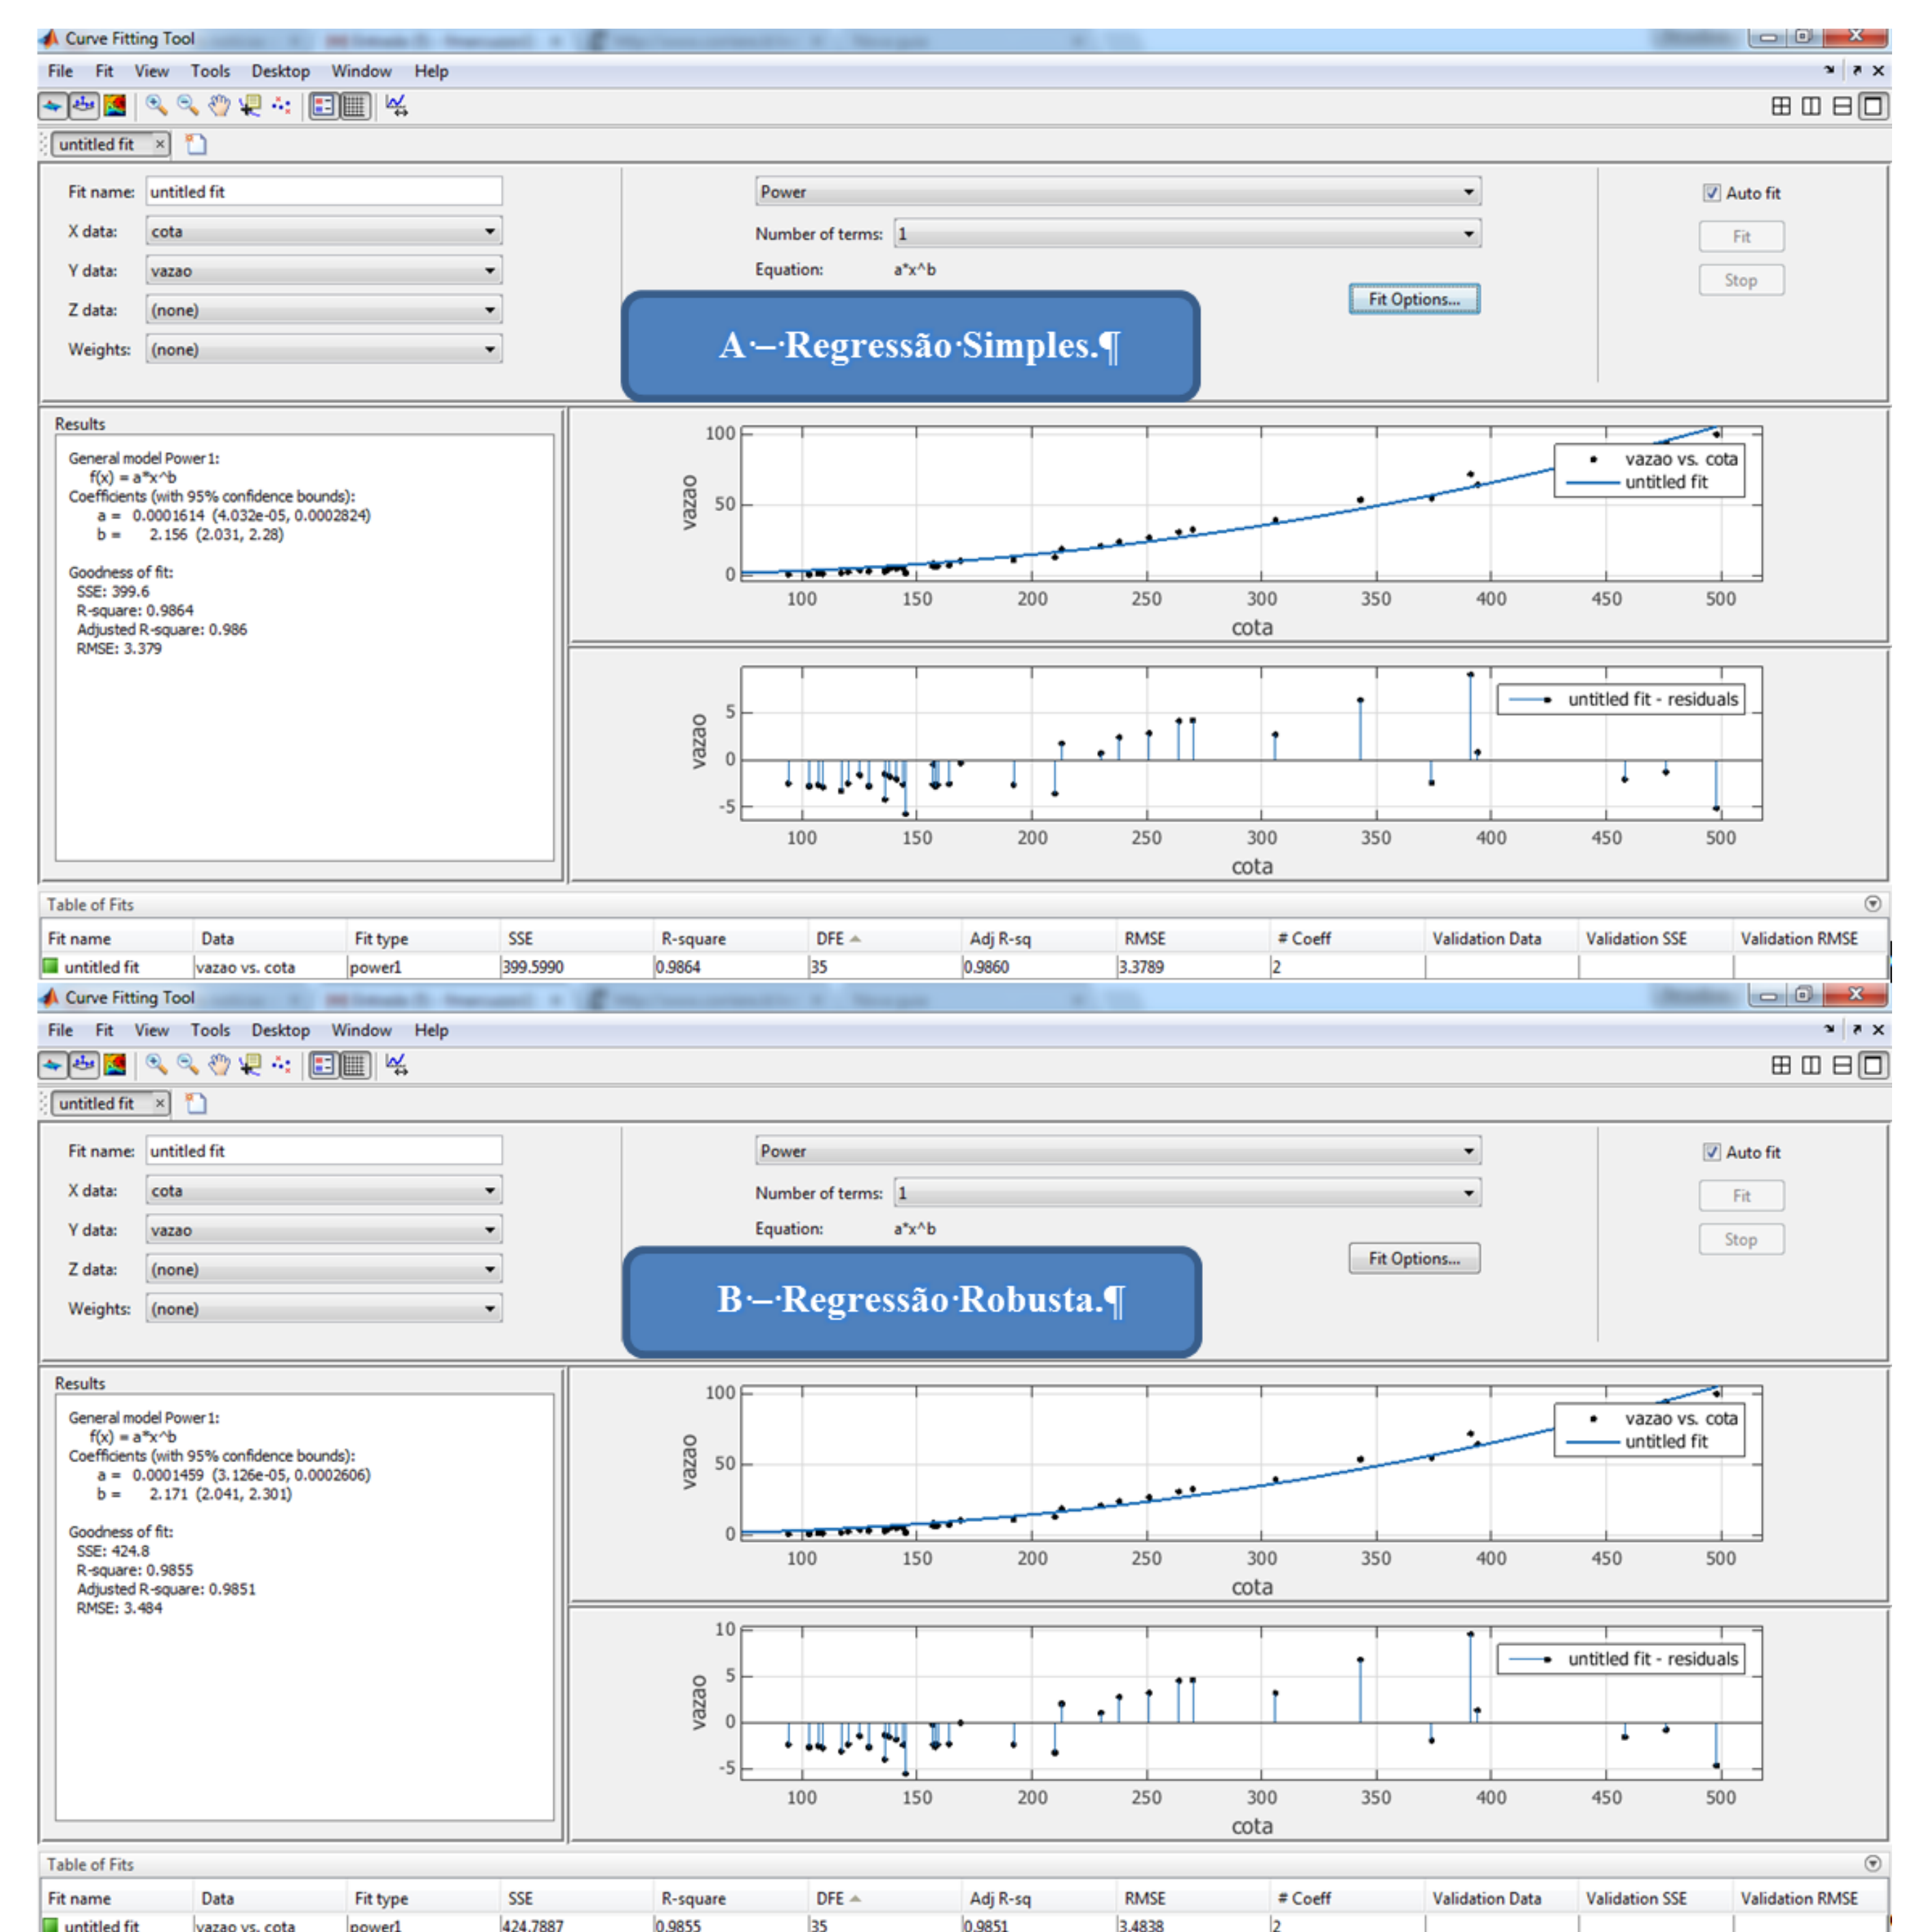 Curve Fitting Tool
File Fit View Tools Desktop Window Help
untitled fit
Fit name: untitled fit
X data: cota
Y data: vazao
Z data: (none)
Weights: (none)
Power
Number of terms: 1
Equation: a*x^b
Fit Options...
Auto fit
Fit
Stop
A·–·Regressão·Simples.¶
Results
General model Power1:
f(x) = a*x^b
Coefficients (with 95% confidence bounds):
a = 0.0001614 (4.032e-05, 0.0002824)
b = 2.156 (2.031, 2.28)
Goodness of fit:
SSE: 399.6
R-square: 0.9864
Adjusted R-square: 0.986
RMSE: 3.379
100
50
0
vazao
vazao vs. cota
untitled fit
100 150 200 250 300 350 400 450 500
cota
5
0
-5
vazao
untitled fit - residuals
100 150 200 250 300 350 400 450 500
cota
Table of Fits
Fit name Data Fit type SSE R-square DFE Adj R-sq RMSE # Coeff Validation Data Validation SSE Validation RMSE
untitled fit vazao vs. cota power1 399.5990 0.9864 35 0.9860 3.3789 2
Curve Fitting Tool
File Fit View Tools Desktop Window Help
untitled fit
Fit name: untitled fit
X data: cota
Y data: vazao
Z data: (none)
Weights: (none)
Power
Number of terms: 1
Equation: a*x^b
Fit Options...
Auto fit
Fit
Stop
B·–·Regressão·Robusta.¶
Results
General model Power1:
f(x) = a*x^b
Coefficients (with 95% confidence bounds):
a = 0.0001459 (3.126e-05, 0.0002606)
b = 2.171 (2.041, 2.301)
Goodness of fit:
SSE: 424.8
R-square: 0.9855
Adjusted R-square: 0.9851
RMSE: 3.484
100
50
0
vazao
vazao vs. cota
untitled fit
100 150 200 250 300 350 400 450 500
cota
10
5
0
-5
vazao
untitled fit - residuals
100 150 200 250 300 350 400 450 500
cota
Table of Fits
Fit name Data Fit type SSE R-square DFE Adj R-sq RMSE # Coeff Validation Data Validation SSE Validation RMSE
untitled fit vazao vs. cota power1 424.7887 0.9855 35 0.9851 3.4838 2